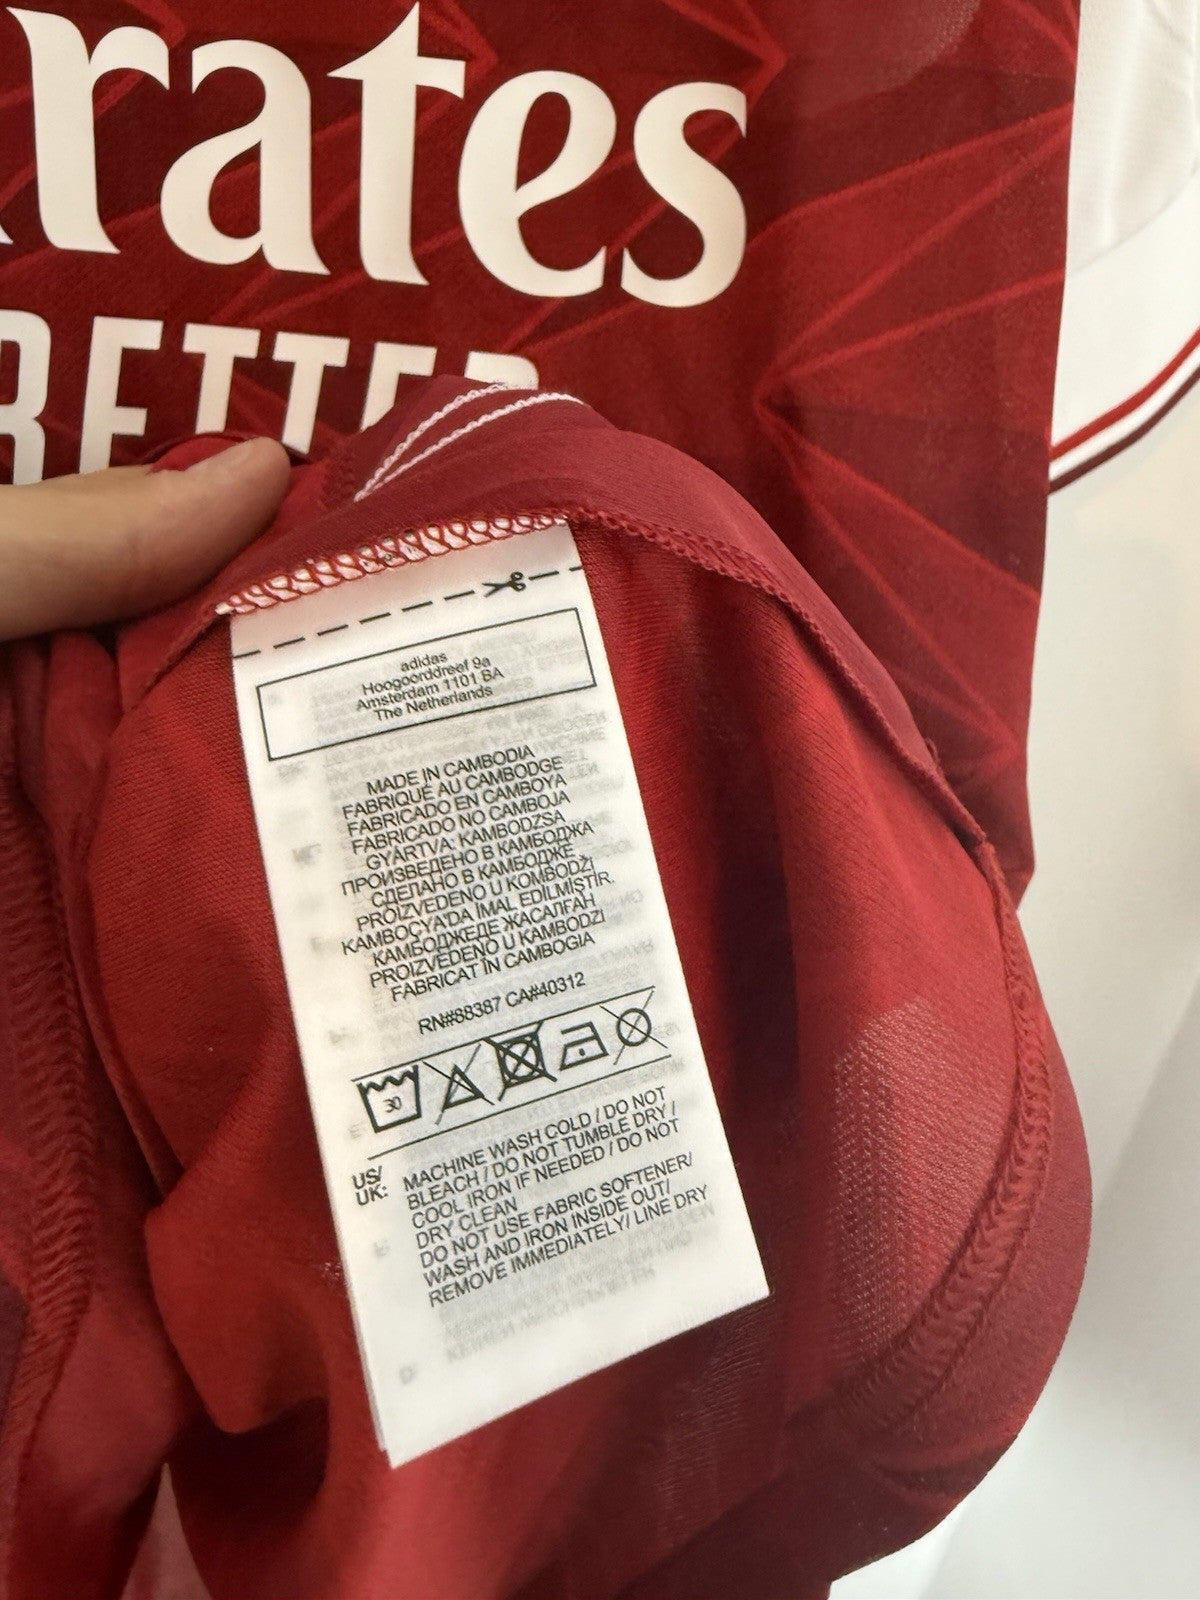 rates
BETTER
adidas
Hoogoorddreef 9a
Amsterdam 1101 BA
The Netherlands
MADE IN CAMBODIA
FABRIQUÉ AU CAMBODGE
FABRICADO EN CAMBOYA
FABRICADO NO CAMBOJA
GYÁRTVA: KAMBODZSA
ПРОИЗВЕДЕНО В КАМБОДЖА
СДЕЛАНО В КАМБОДЖЕ
PROIZVEDENO U KOMBODŽI
KAMBOÇYA'DA İMAL EDİLMİŞTİR.
КАМБОДЖЕДЕ ЖАСАЛҒАН
PROIZVEDENO U KAMBODZI
FABRICAT ÎN CAMBOGIA
RN#88387 CA#40312
30
US/
UK:
MACHINE WASH COLD / DO NOT
BLEACH / DO NOT TUMBLE DRY /
COOL IRON IF NEEDED / DO NOT
DRY CLEAN
DO NOT USE FABRIC SOFTENER/
WASH AND IRON INSIDE OUT/
REMOVE IMMEDIATELY/ LINE DRY